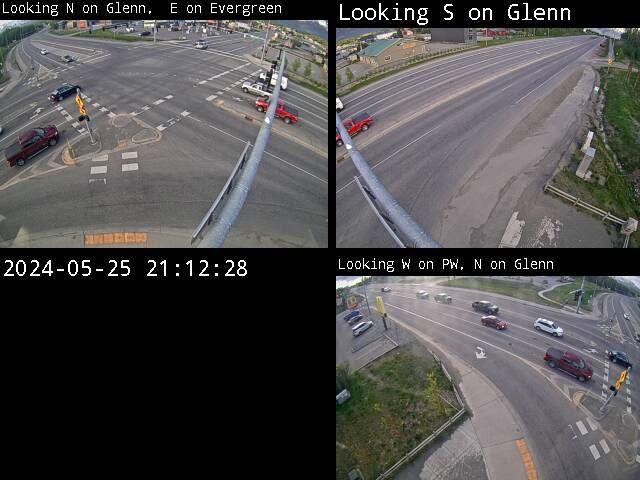 Looking N on Glenn, E on Evergreen
Looking S on Glenn
2024-05-25 21:12:28
Looking W on PW, N on Glenn